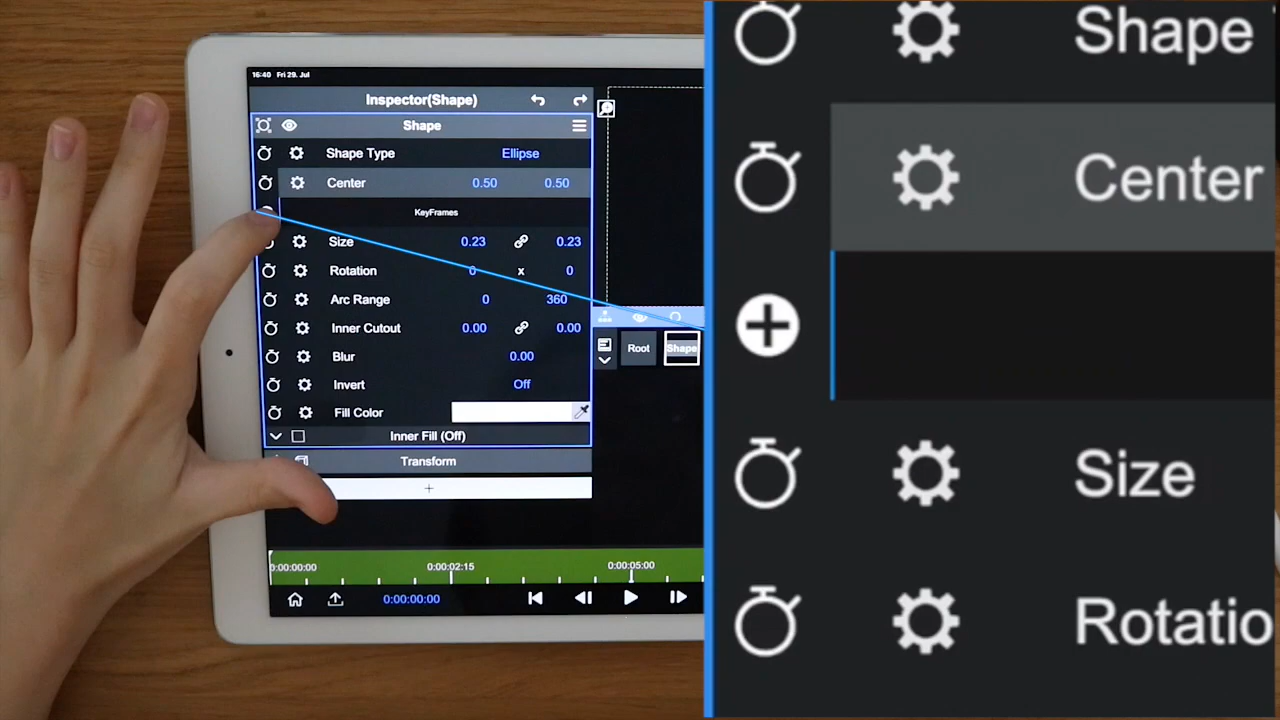 16:40 Fri 29. Jul
Inspector(Shape)
Shape
Shape Type Ellipse
Center 0.50 0.50
KeyFrames
Size 0.23 0.23
Rotation 0 x 0
Arc Range 0 360
Inner Cutout 0.00 0.00
Blur 0.00
Invert Off
Fill Color
Inner Fill (Off)
Transform
+
Root Shape
0:00:00:00 0:00:02:15 0:00:05:00
0:00:00:00
Shape
Center
Size
Rotatio